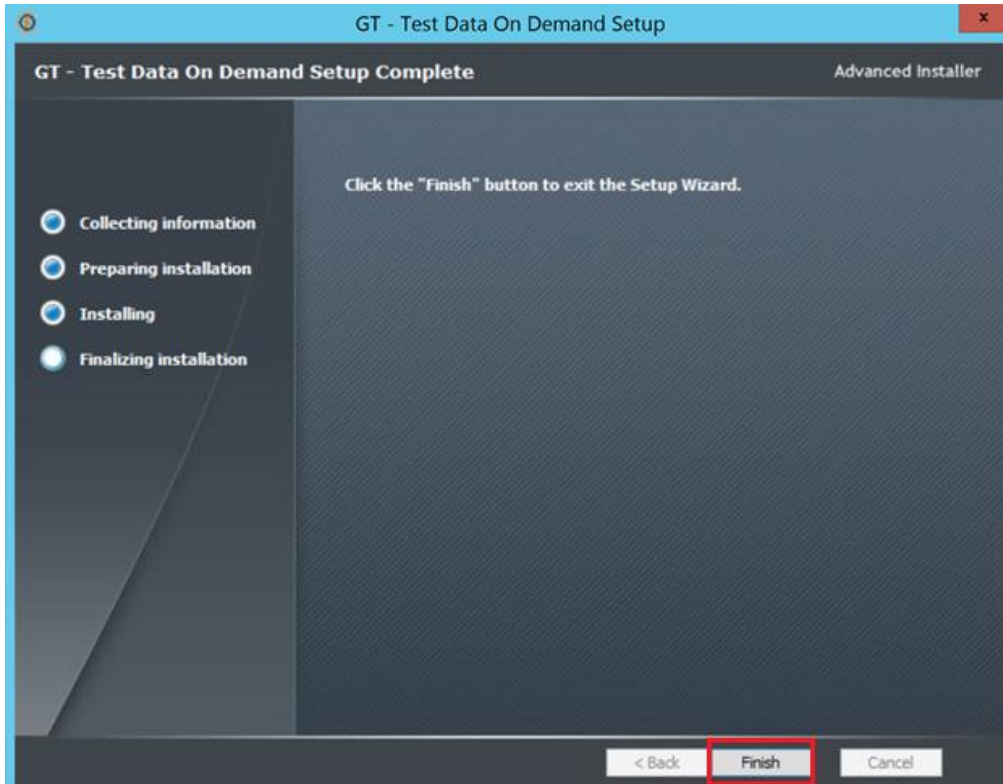 GT - Test Data On Demand Setup
x
GT - Test Data On Demand Setup Complete
Advanced Installer
Click the "Finish" button to exit the Setup Wizard.
Collecting information
Preparing installation
Installing
Finalizing installation
< Back
Finish
Cancel